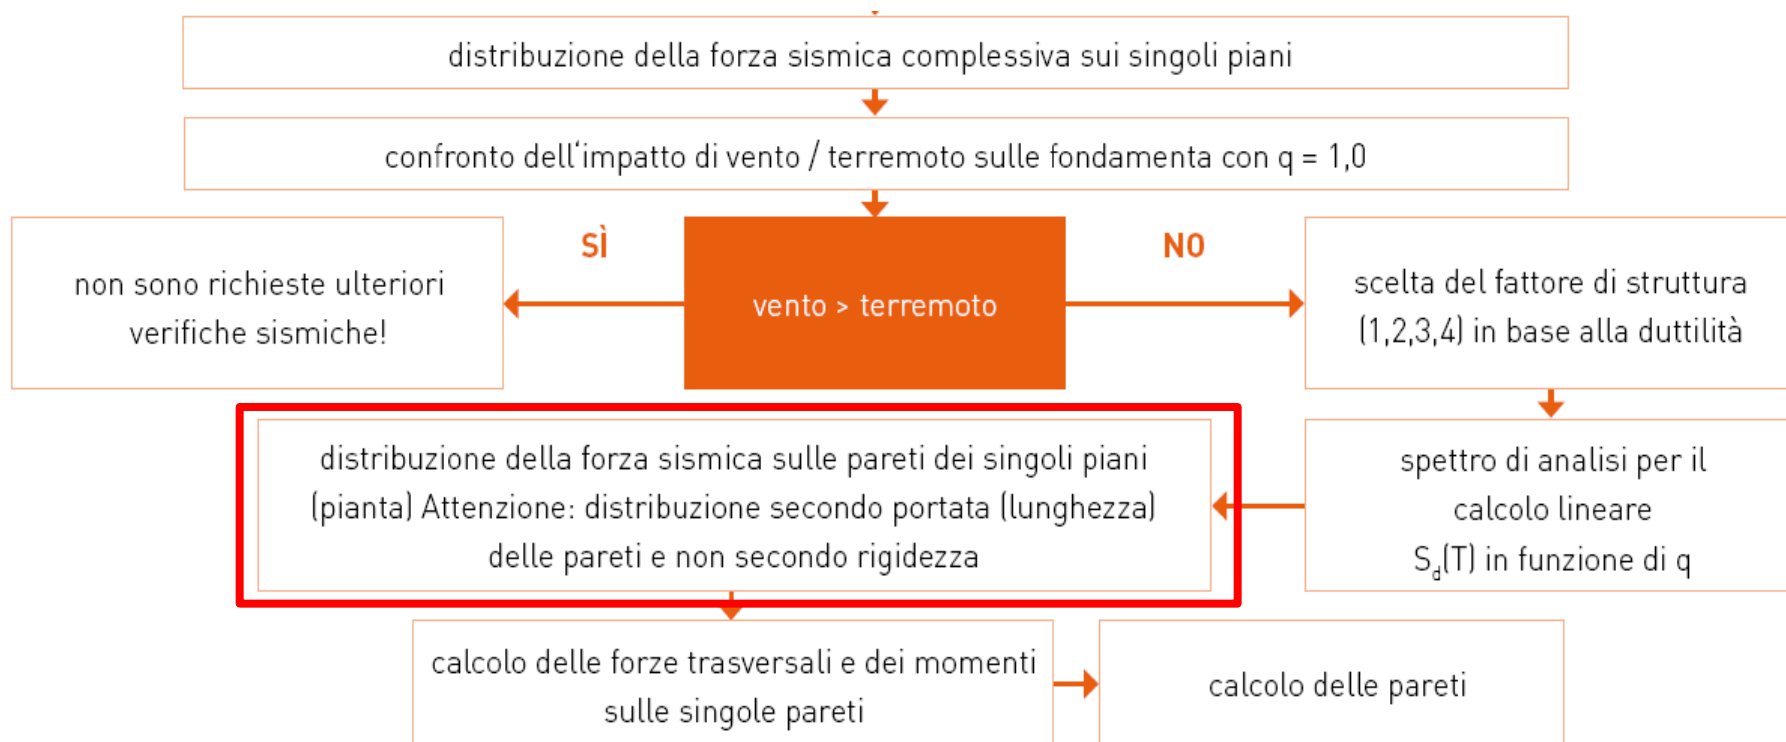 distribuzione della forza sismica complessiva sui singoli piani
confronto dell'impatto di vento / terremoto sulle fondamenta con q = 1,0
SÌ
NO
non sono richieste ulteriori
verifiche sismiche!
vento > terremoto
scelta del fattore di struttura
(1,2,3,4) in base alla duttilità
distribuzione della forza sismica sulle pareti dei singoli piani
(pianta) Attenzione: distribuzione secondo portata (lunghezza)
delle pareti e non secondo rigidezza
spettro di analisi per il
calcolo lineare
Sd(T) in funzione di q
calcolo delle forze trasversali e dei momenti
sulle singole pareti
calcolo delle pareti